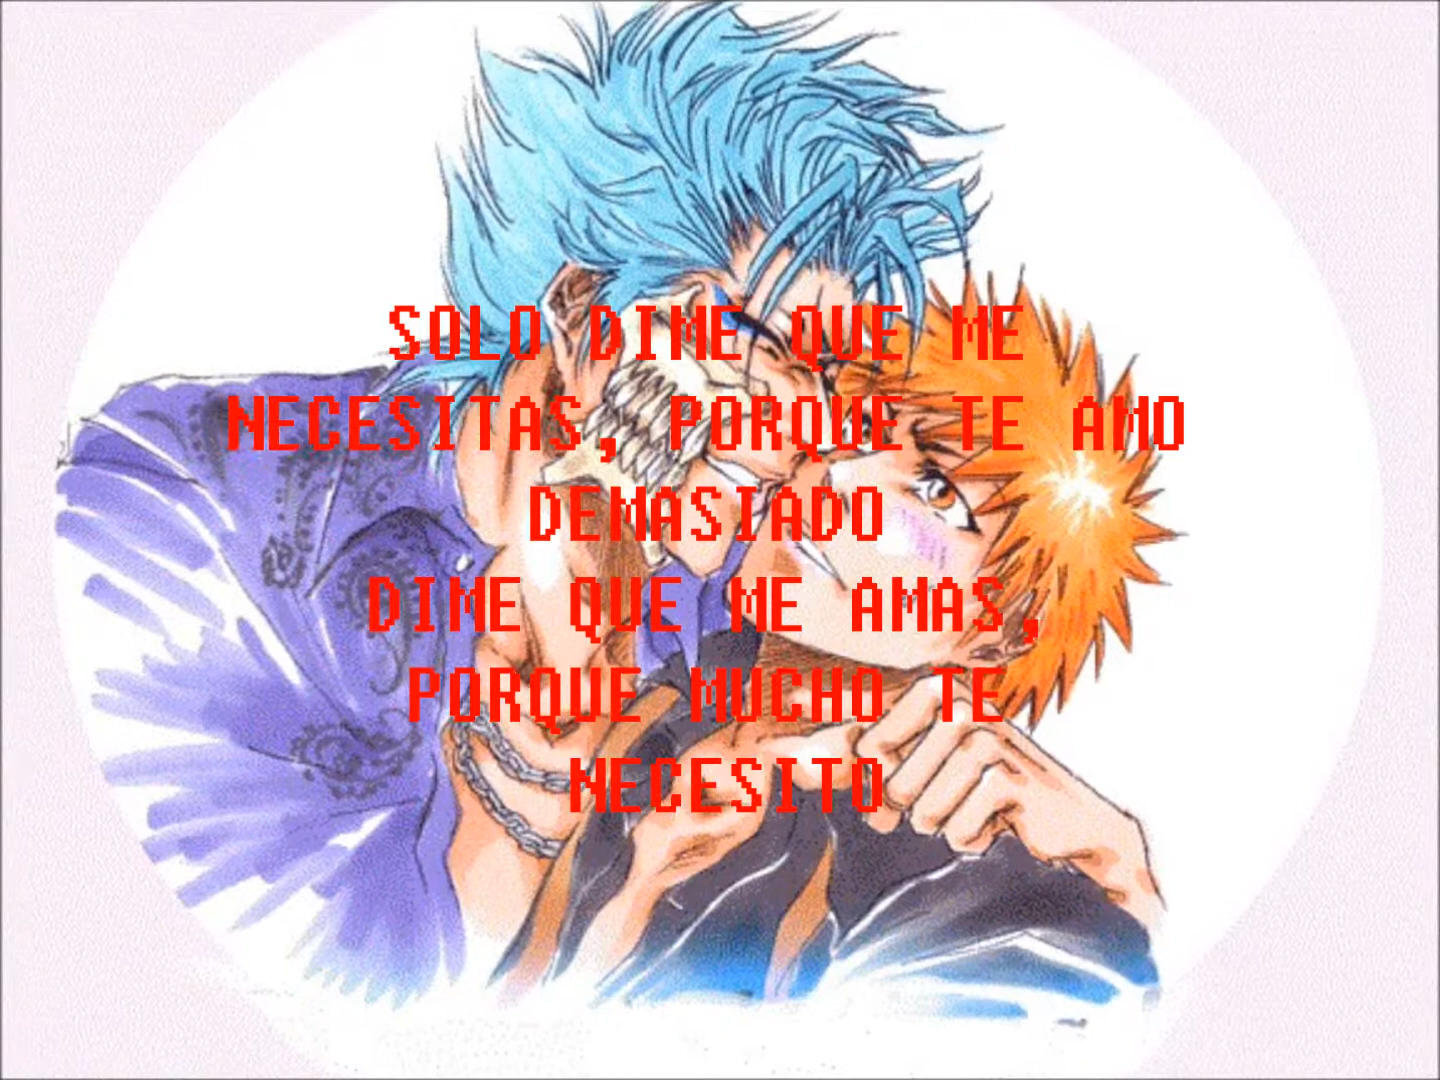 SOLO DIME QUE ME
NECESITAS, PORQUE TE AMO
DEMASIADO
DIME QUE ME AMAS,
PORQUE MUCHO TE
NECESITO